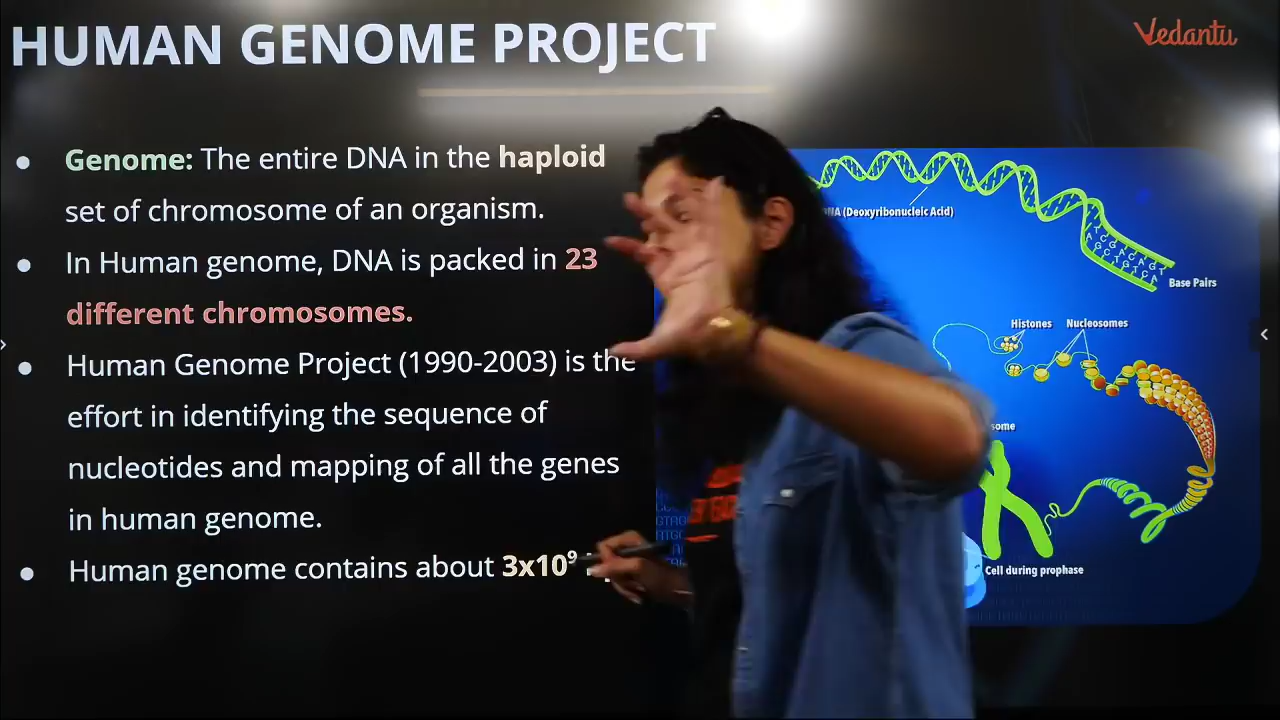 HUMAN GENOME PROJECT
Vedantu
● Genome: The entire DNA in the haploid
set of chromosome of an organism.
● In Human genome, DNA is packed in 23
different chromosomes.
● Human Genome Project (1990-2003) is the
effort in identifying the sequence of
nucleotides and mapping of all the genes
in human genome.
● Human genome contains about 3x10⁹
(Deoxyribonucleic Acid)
Base Pairs
Histones
Nucleosomes
Cell during prophase